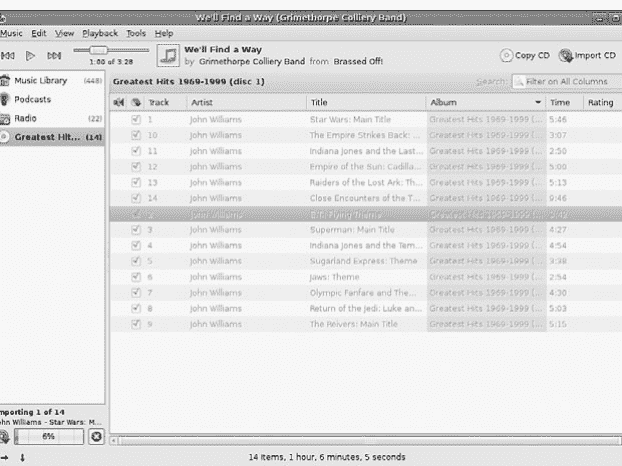 We'll Find a Way (Grimethorpe Colliery Band)
Music Edit View Playback Tools Help
We'll Find a Way
by Grimethorpe Colliery Band from Brassed Off!
1:00 of 3:28
Copy CD Import CD
Music Library (448)
Podcasts
Radio (22)
Greatest Hit... (14)
Greatest Hits 1969-1999 (disc 1)
Search: Filter on All Columns
Track Artist Title Album Time Rating
1 John Williams Star Wars: Main Title Greatest Hits 1969-1999 (... 5:46
10 John Williams The Empire Strikes Back: ... Greatest Hits 1969-1999 (... 3:07
11 John Williams Indiana Jones and the Last... Greatest Hits 1969-1999 (... 2:50
12 John Williams Empire of the Sun: Cadilla... Greatest Hits 1969-1999 (... 5:00
13 John Williams Raiders of the Lost Ark: Th... Greatest Hits 1969-1999 (... 5:13
14 John Williams Close Encounters of the T... Greatest Hits 1969-1999 (... 9:46
2 John Williams E.T: Flying Theme Greatest Hits 1969-1999 (...
3 John Williams Superman: Main Title Greatest Hits 1969-1999 (... 4:27
4 John Williams Indiana Jones and the Tem... Greatest Hits 1969-1999 (... 4:54
5 John Williams Sugarland Express: Theme Greatest Hits 1969-1999 (... 3:38
6 John Williams Jaws: Theme Greatest Hits 1969-1999 (... 2:54
7 John Williams Olympic Fanfare and The... Greatest Hits 1969-1999 (... 4:30
8 John Williams Return of the Jedi: Luke an... Greatest Hits 1969-1999 (... 5:03
9 John Williams The Reivers: Main Title Greatest Hits 1969-1999 (... 5:15
mporting 1 of 14
hn Williams - Star Wars: M...
6%
14 items, 1 hour, 6 minutes, 5 seconds